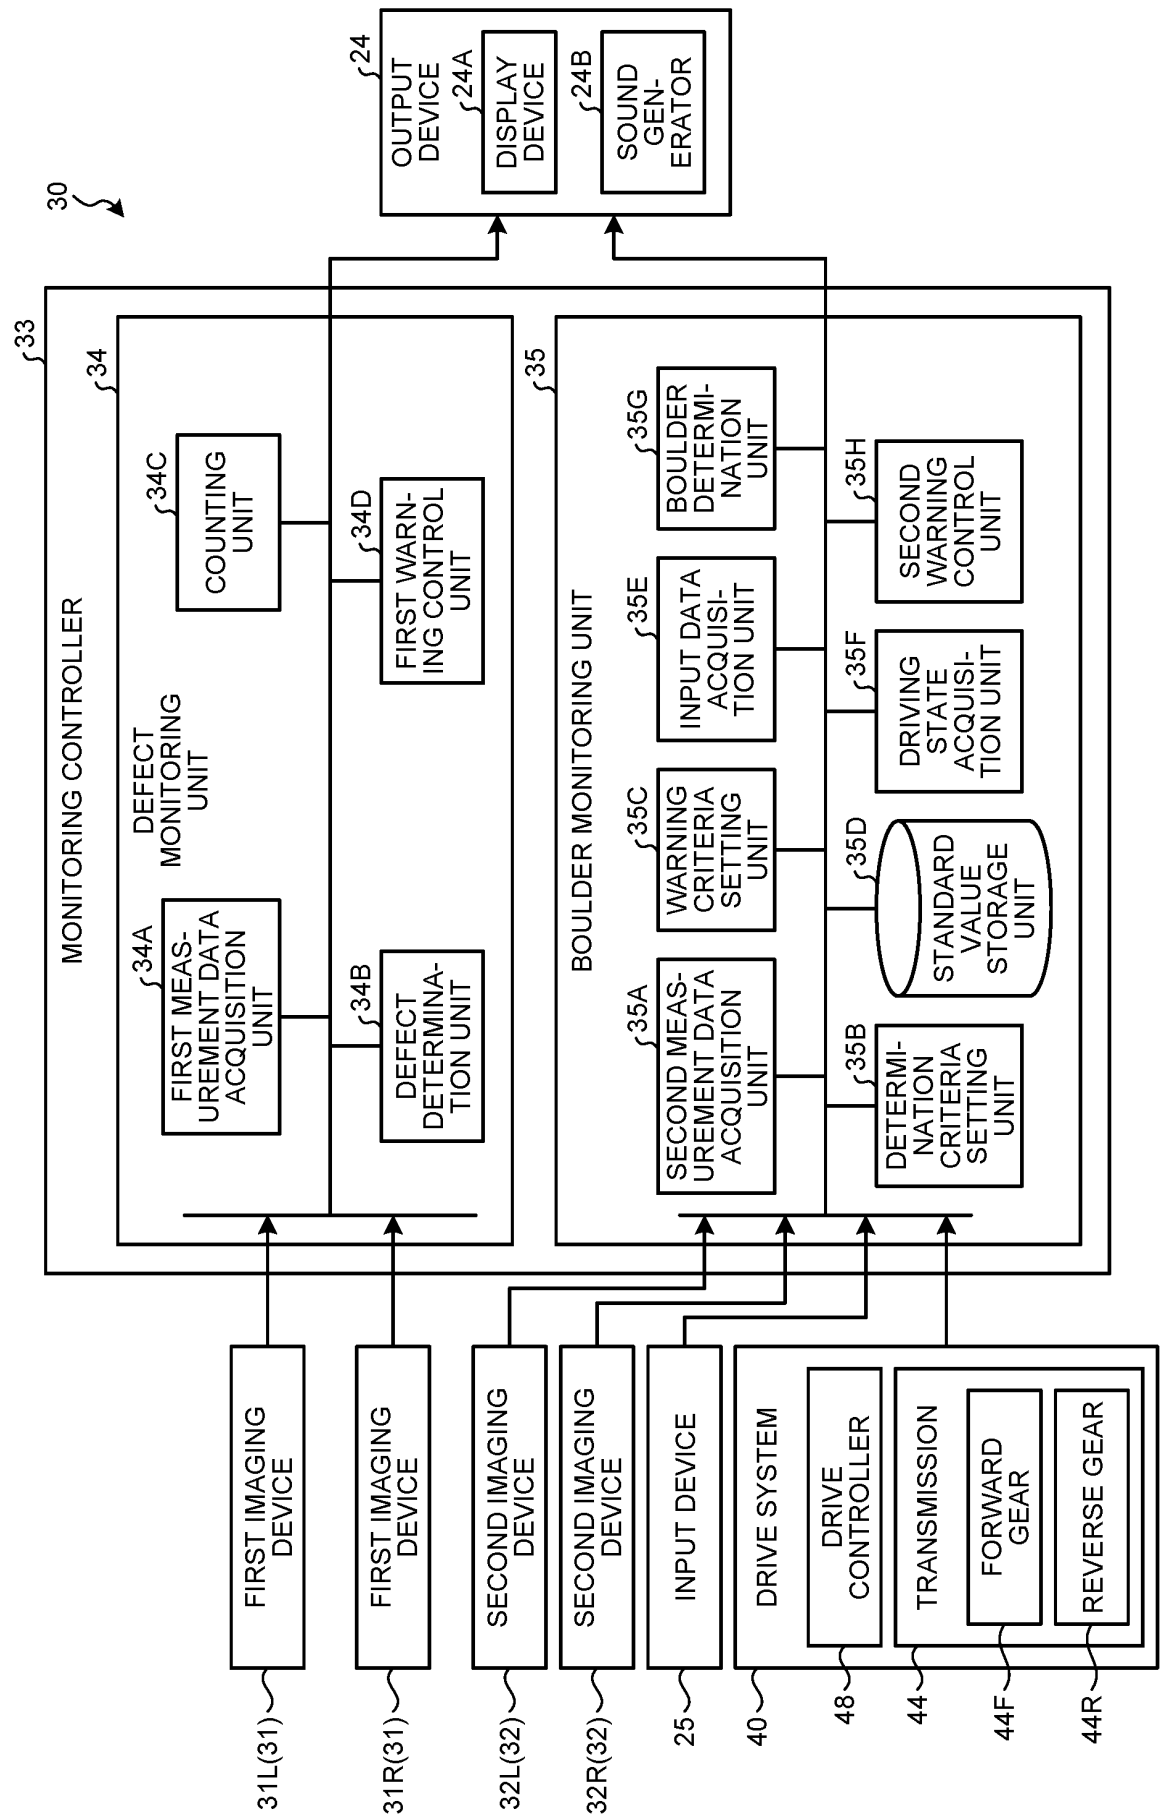 30
33
MONITORING CONTROLLER
34
DEFECT
MONITORING
UNIT
34A
FIRST MEAS-
UREMENT DATA
ACQUISITION
UNIT
34C
COUNTING
UNIT
34B
DEFECT
DETERMINA-
TION UNIT
34D
FIRST WARN-
ING CONTROL
UNIT
35
BOULDER MONITORING UNIT
35A
SECOND MEAS-
UREMENT DATA
ACQUISITION
UNIT
35C
WARNING
CRITERIA
SETTING
UNIT
35E
INPUT DATA
ACQUISI-
TION UNIT
35G
BOULDER
DETERMI-
NATION
UNIT
35B
DETERMI-
NATION
CRITERIA
SETTING
UNIT
35D
STANDARD
VALUE
STORAGE
UNIT
35F
DRIVING
STATE
ACQUISI-
TION UNIT
35H
SECOND
WARNING
CONTROL
UNIT
24
OUTPUT
DEVICE
24A
DISPLAY
DEVICE
24B
SOUND
GEN-
ERATOR
31L(31)
FIRST IMAGING
DEVICE
31R(31)
FIRST IMAGING
DEVICE
32L(32)
SECOND IMAGING
DEVICE
32R(32)
SECOND IMAGING
DEVICE
25
INPUT DEVICE
40
DRIVE SYSTEM
48
DRIVE
CONTROLLER
44
TRANSMISSION
44F
FORWARD
GEAR
44R
REVERSE GEAR